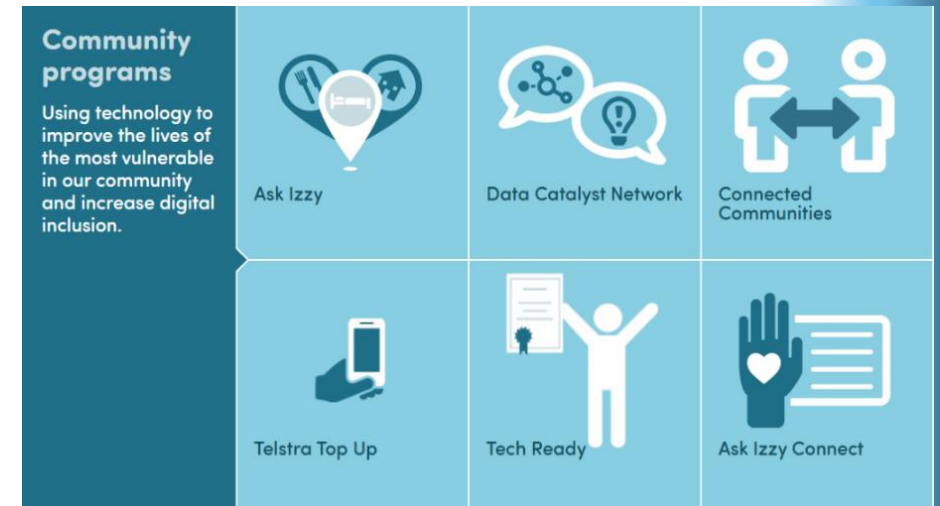 Community
programs
Using technology to
improve the lives of
the most vulnerable
in our community
and increase digital
inclusion.
Ask Izzy
Data Catalyst Network
Connected
Communities
Telstra Top Up
Tech Ready
Ask Izzy Connect